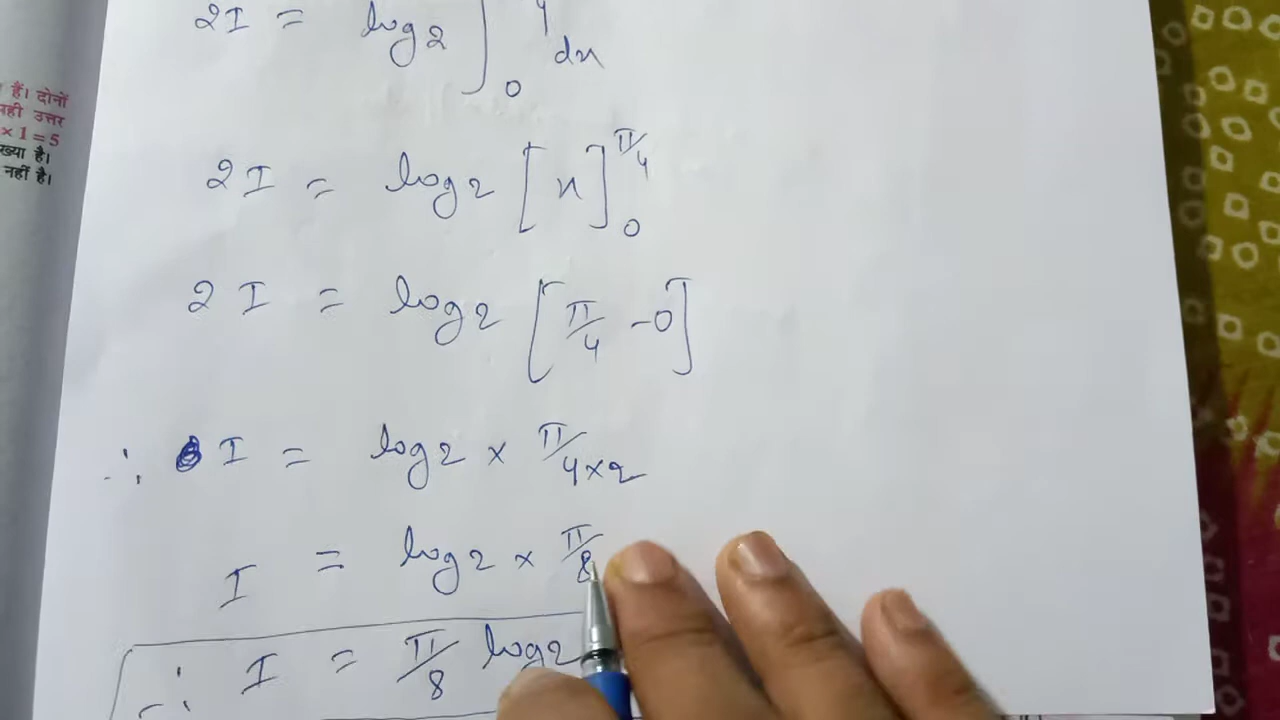 हैं। दोनों
सही उत्तर
× 1 = 5
ख्या है।
नहीं है।
2I = log2 ∫₀ 4 dx
2I = log2 [x]₀^π/4
2I = log2 [π/4 - 0]
∴ I = log2 × π/4×2
I = log2 × π/8
∴ I = π/8 log2